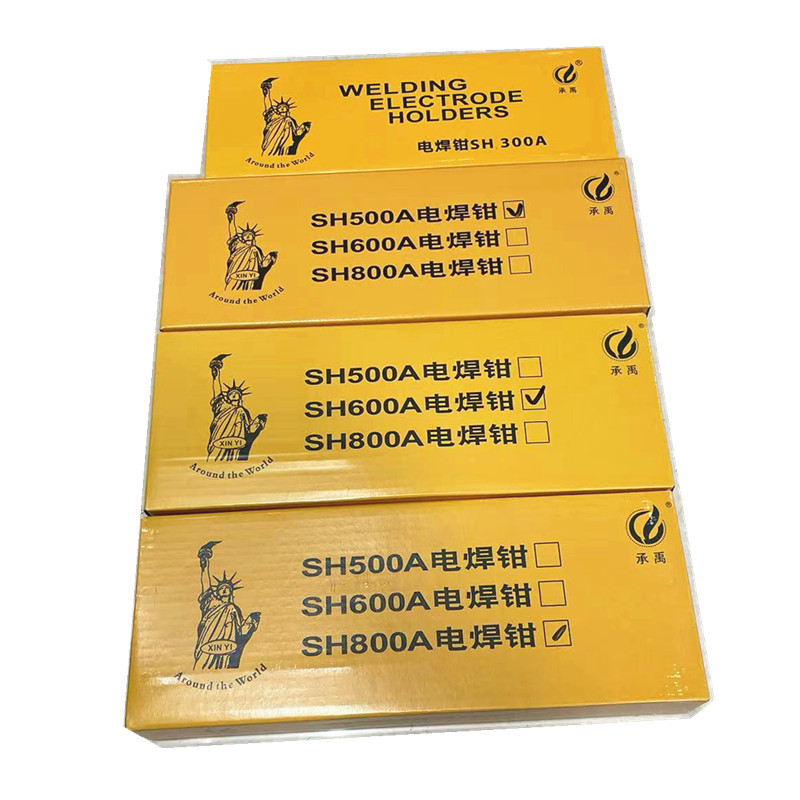 WELDING
ELECTRODE
HOLDERS
®
承禹
电焊钳SH 300A
Around the World
SH500A电焊钳
SH600A电焊钳
SH800A电焊钳
®
承禹
XIN YI
Around the World
SH500A电焊钳
SH600A电焊钳
SH800A电焊钳
®
承禹
XIN YI
Around the World
SH500A电焊钳
SH600A电焊钳
SH800A电焊钳
®
承禹
XIN YI
Around the World